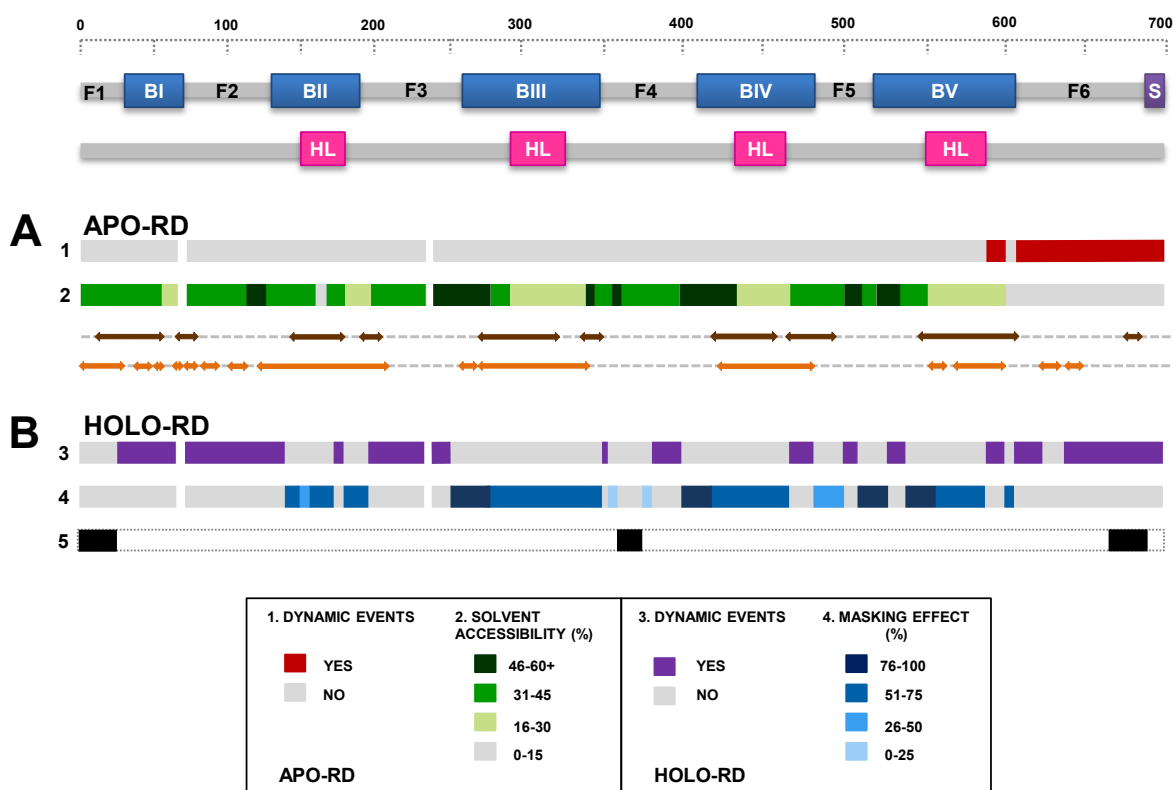 0 100 200 300 400 500 600 700
F1 BI F2 BII F3 BIII F4 BIV F5 BV F6 S
HL HL HL HL
A APO-RD
1
2
B HOLO-RD
3
4
5
1. DYNAMIC EVENTS
YES
NO
2. SOLVENT
ACCESSIBILITY (%)
46-60+
31-45
16-30
0-15
APO-RD
3. DYNAMIC EVENTS
YES
NO
4. MASKING EFFECT
(%)
76-100
51-75
26-50
0-25
HOLO-RD